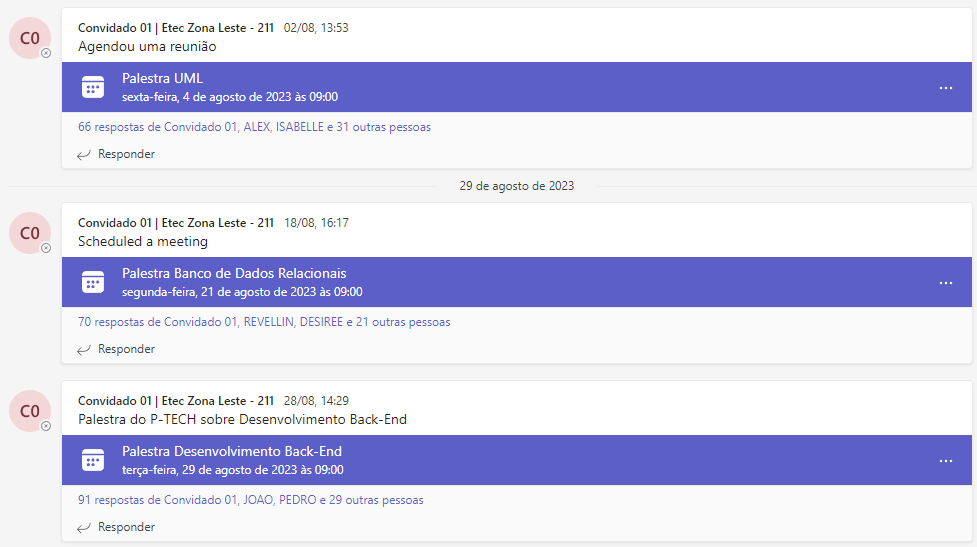 C0
Convidado 01 | Etec Zona Leste - 211 02/08, 13:53
Agendou uma reunião
Palestra UML
sexta-feira, 4 de agosto de 2023 às 09:00
66 respostas de Convidado 01, ALEX, ISABELLE e 31 outras pessoas
Responder
29 de agosto de 2023
C0
Convidado 01 | Etec Zona Leste - 211 18/08, 16:17
Scheduled a meeting
Palestra Banco de Dados Relacionais
segunda-feira, 21 de agosto de 2023 às 09:00
70 respostas de Convidado 01, REVELLIN, DESIREE e 21 outras pessoas
Responder
C0
Convidado 01 | Etec Zona Leste - 211 28/08, 14:29
Palestra do P-TECH sobre Desenvolvimento Back-End
Palestra Desenvolvimento Back-End
terça-feira, 29 de agosto de 2023 às 09:00
91 respostas de Convidado 01, JOAO, PEDRO e 29 outras pessoas
Responder